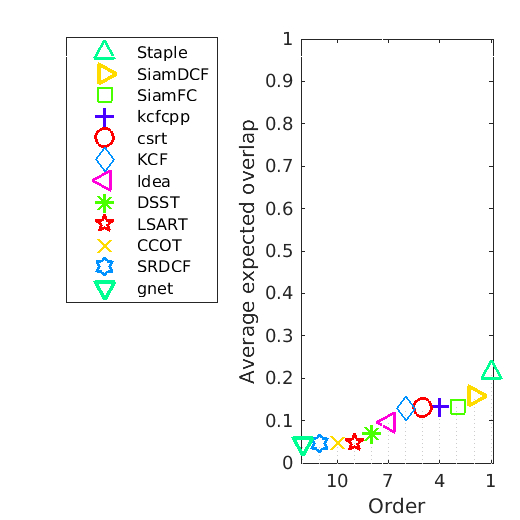 Staple
SiamDCF
SiamFC
kcfcpp
csrt
KCF
Idea
DSST
LSART
CCOT
SRDCF
gnet
Average expected overlap
1
0.9
0.8
0.7
0.6
0.5
0.4
0.3
0.2
0.1
0
10 7 4 1
Order